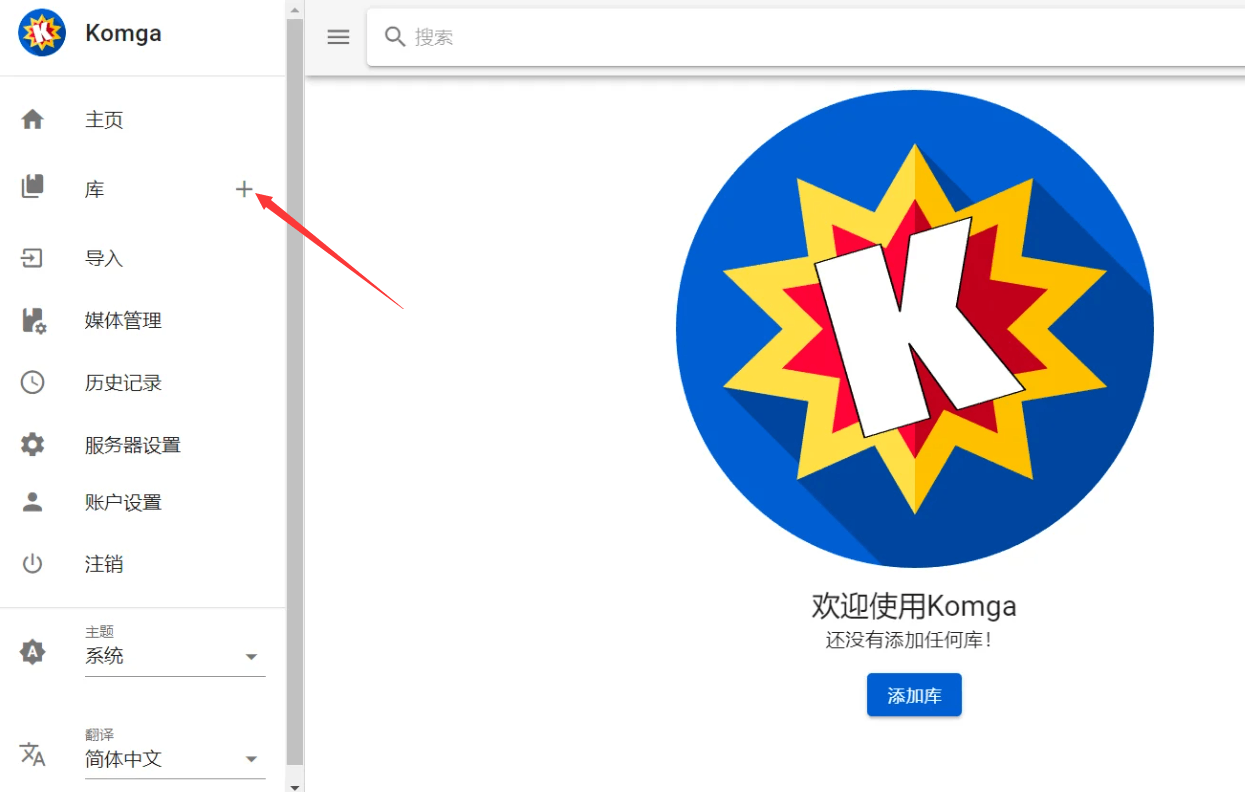 Komga
搜索
主页
库
导入
媒体管理
历史记录
服务器设置
账户设置
注销
主题
系统
翻译
简体中文
K
欢迎使用Komga
还没有添加任何库！
添加库